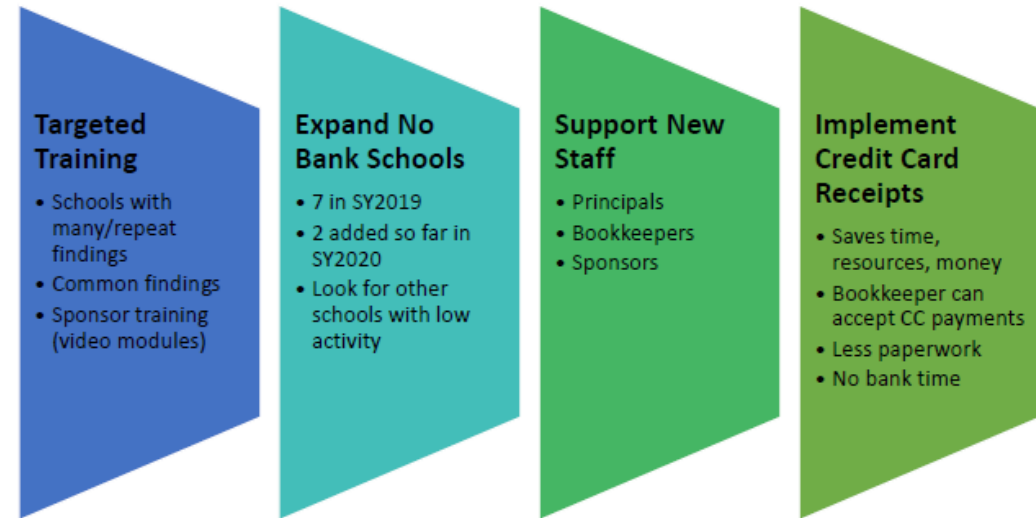 Targeted
Training
• Schools with
many/repeat
findings
• Common findings
• Sponsor training
(video modules)
Expand No
Bank Schools
• 7 in SY2019
• 2 added so far in
SY2020
• Look for other
schools with low
activity
Support New
Staff
• Principals
• Bookkeepers
• Sponsors
Implement
Credit Card
Receipts
• Saves time,
resources, money
• Bookkeeper can
accept CC payments
• Less paperwork
• No bank time